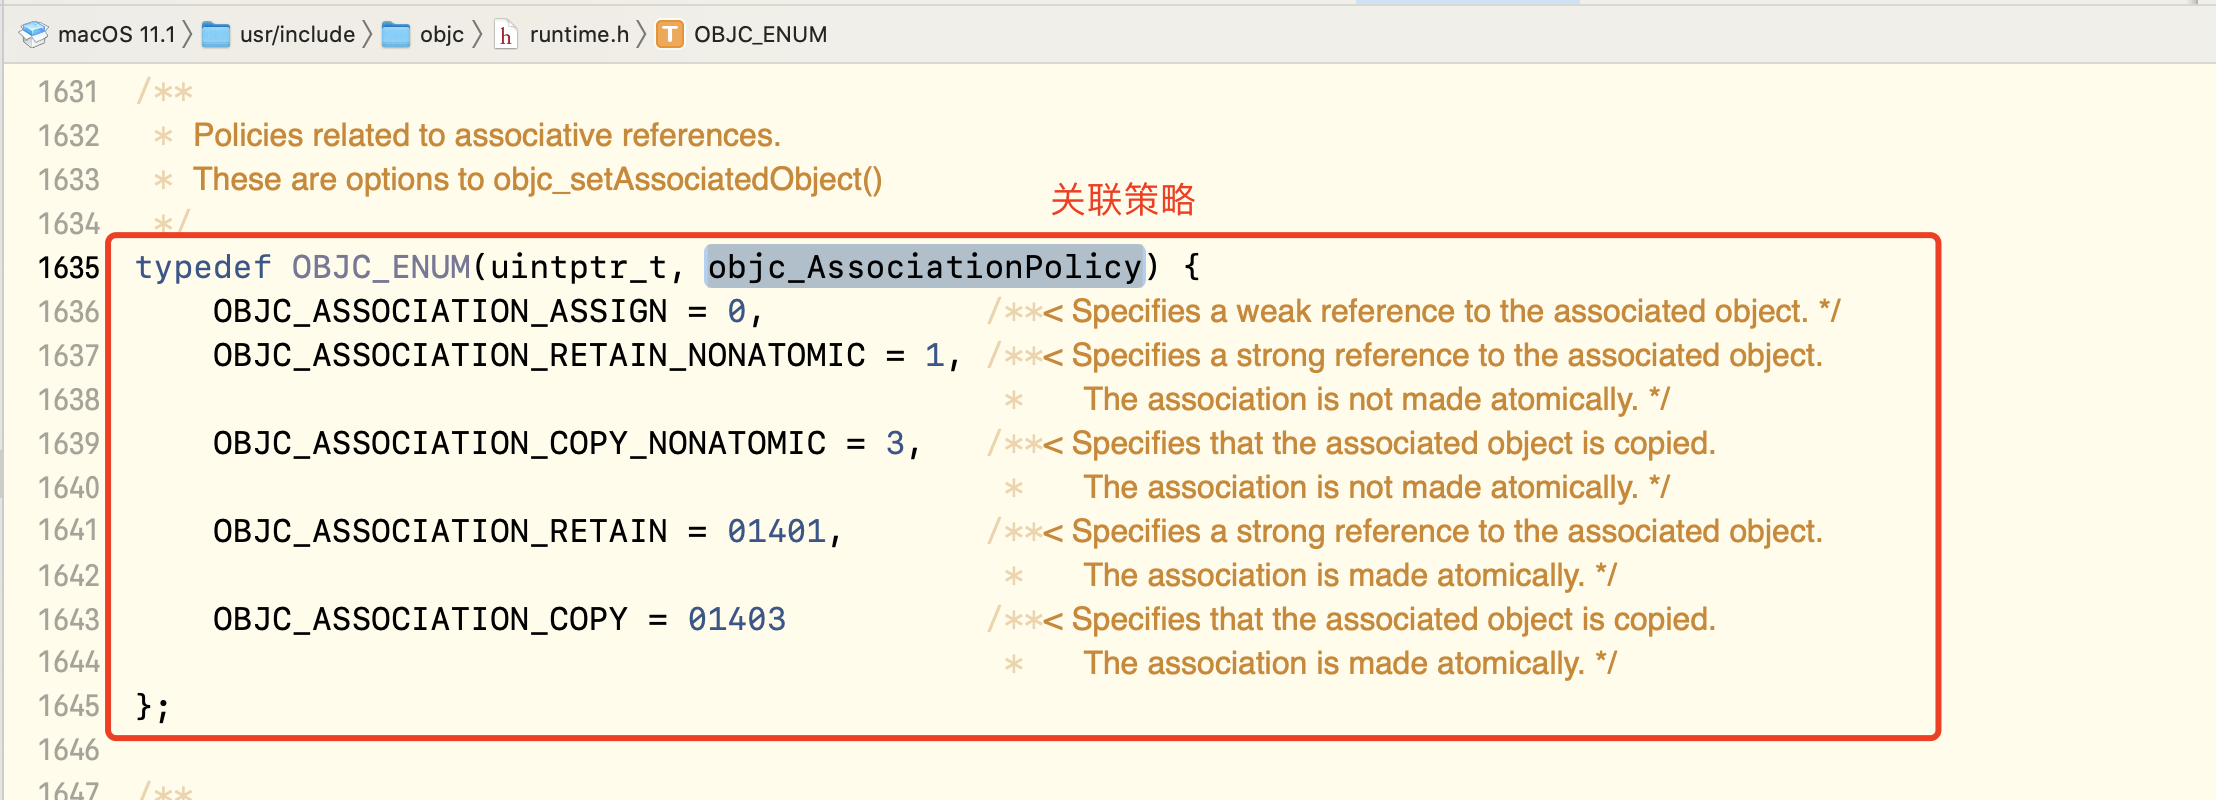 macOS 11.1 〉 usr/include 〉 objc 〉 h runtime.h 〉 T OBJC_ENUM
1631 /**
1632  *  Policies related to associative references.
1633  *  These are options to objc_setAssociatedObject()
关联策略
1634  */
1635 typedef OBJC_ENUM(uintptr_t, objc_AssociationPolicy) {
1636     OBJC_ASSOCIATION_ASSIGN = 0,           /**< Specifies a weak reference to the associated object. */
1637     OBJC_ASSOCIATION_RETAIN_NONATOMIC = 1, /**< Specifies a strong reference to the associated object.
1638                                             *   The association is not made atomically. */
1639     OBJC_ASSOCIATION_COPY_NONATOMIC = 3,   /**< Specifies that the associated object is copied.
1640                                             *   The association is not made atomically. */
1641     OBJC_ASSOCIATION_RETAIN = 01401,       /**< Specifies a strong reference to the associated object.
1642                                             *   The association is made atomically. */
1643     OBJC_ASSOCIATION_COPY = 01403          /**< Specifies that the associated object is copied.
1644                                             *   The association is made atomically. */
1645 };
1646
1647 /**